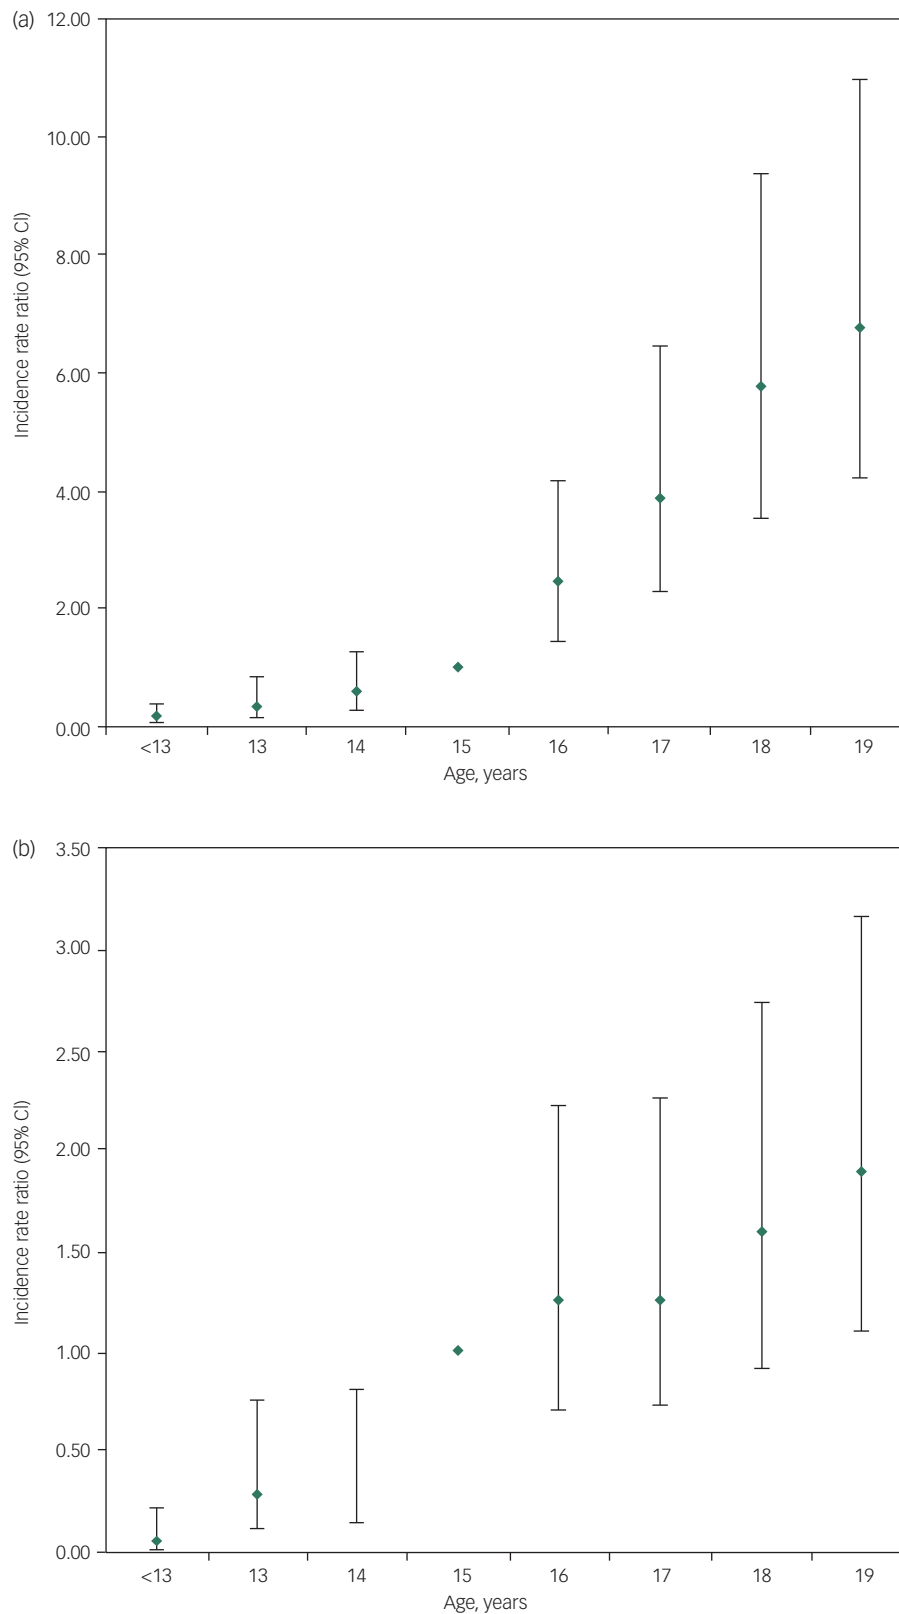 (a)
12.00
10.00
8.00
6.00
4.00
2.00
0.00
Incidence rate ratio (95% CI)
<13 13 14 15 16 17 18 19
Age, years
(b)
3.50
3.00
2.50
2.00
1.50
1.00
0.50
0.00
Incidence rate ratio (95% CI)
<13 13 14 15 16 17 18 19
Age, years